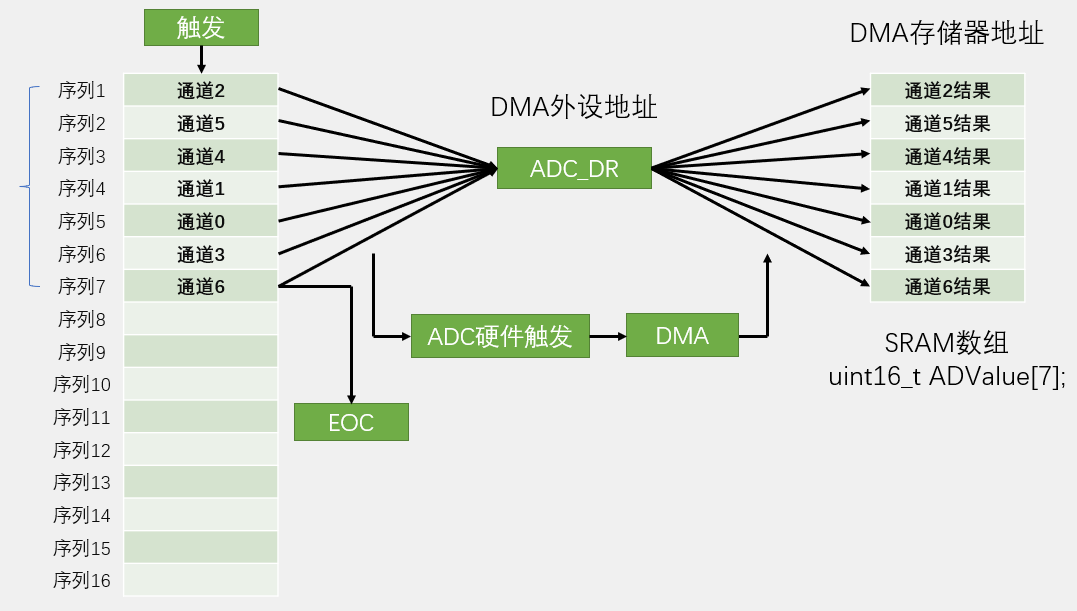 触发
DMA存储器地址
序列1 通道2 通道2结果
DMA外设地址
序列2 通道5 通道5结果
序列3 通道4 通道4结果
ADC_DR
序列4 通道1 通道1结果
序列5 通道0 通道0结果
序列6 通道3 通道3结果
序列7 通道6 通道6结果
序列8
ADC硬件触发
DMA
SRAM数组
序列9
uint16_t ADValue[7];
序列10
序列11
EOC
序列12
序列13
序列14
序列15
序列16